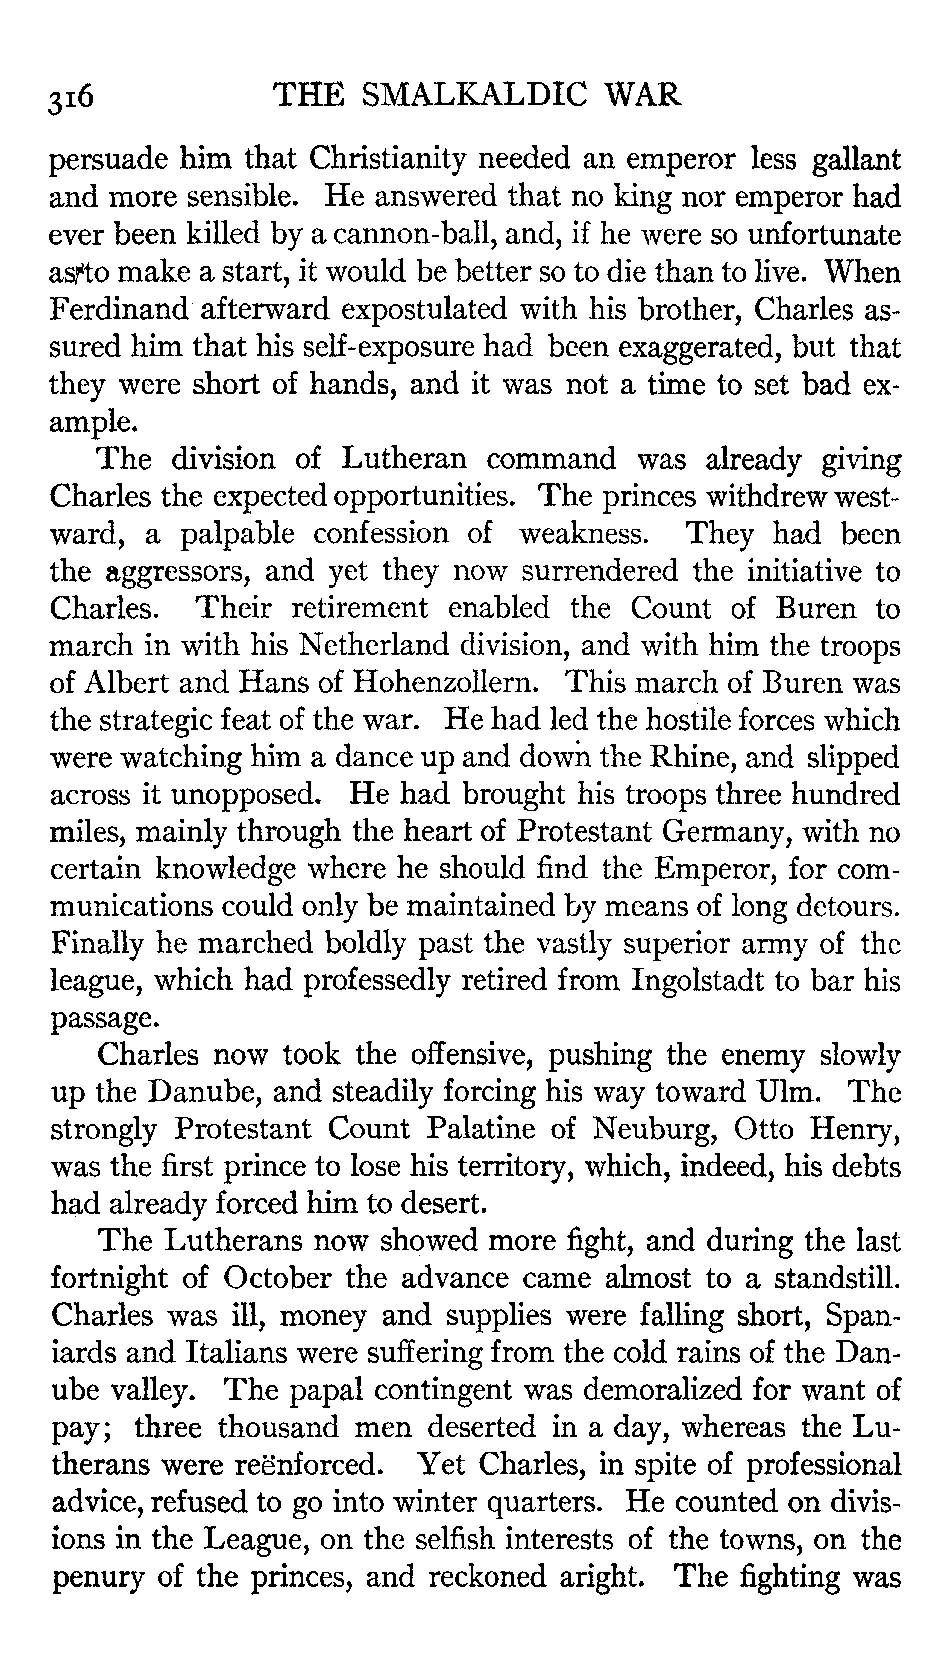 316 THE SMALKALDIC WAR
persuade him that Christianity needed an emperor less gallant
and more sensible. He answered that no king nor emperor had
ever been killed by a cannon-ball, and, if he were so unfortunate
as to make a start, it would be better so to die than to live. When
Ferdinand afterward expostulated with his brother, Charles as-
sured him that his self-exposure had been exaggerated, but that
they were short of hands, and it was not a time to set bad ex-
ample.
The division of Lutheran command was already giving
Charles the expected opportunities. The princes withdrew west-
ward, a palpable confession of weakness. They had been
the aggressors, and yet they now surrendered the initiative to
Charles. Their retirement enabled the Count of Buren to
march in with his Netherland division, and with him the troops
of Albert and Hans of Hohenzollern. This march of Buren was
the strategic feat of the war. He had led the hostile forces which
were watching him a dance up and down the Rhine, and slipped
across it unopposed. He had brought his troops three hundred
miles, mainly through the heart of Protestant Germany, with no
certain knowledge where he should find the Emperor, for com-
munications could only be maintained by means of long detours.
Finally he marched boldly past the vastly superior army of the
league, which had professedly retired from Ingolstadt to bar his
passage.
Charles now took the offensive, pushing the enemy slowly
up the Danube, and steadily forcing his way toward Ulm. The
strongly Protestant Count Palatine of Neuburg, Otto Henry,
was the first prince to lose his territory, which, indeed, his debts
had already forced him to desert.
The Lutherans now showed more fight, and during the last
fortnight of October the advance came almost to a standstill.
Charles was ill, money and supplies were falling short, Span-
iards and Italians were suffering from the cold rains of the Dan-
ube valley. The papal contingent was demoralized for want of
pay; three thousand men deserted in a day, whereas the Lu-
therans were reënforced. Yet Charles, in spite of professional
advice, refused to go into winter quarters. He counted on divis-
ions in the League, on the selfish interests of the towns, on the
penury of the princes, and reckoned aright. The fighting was